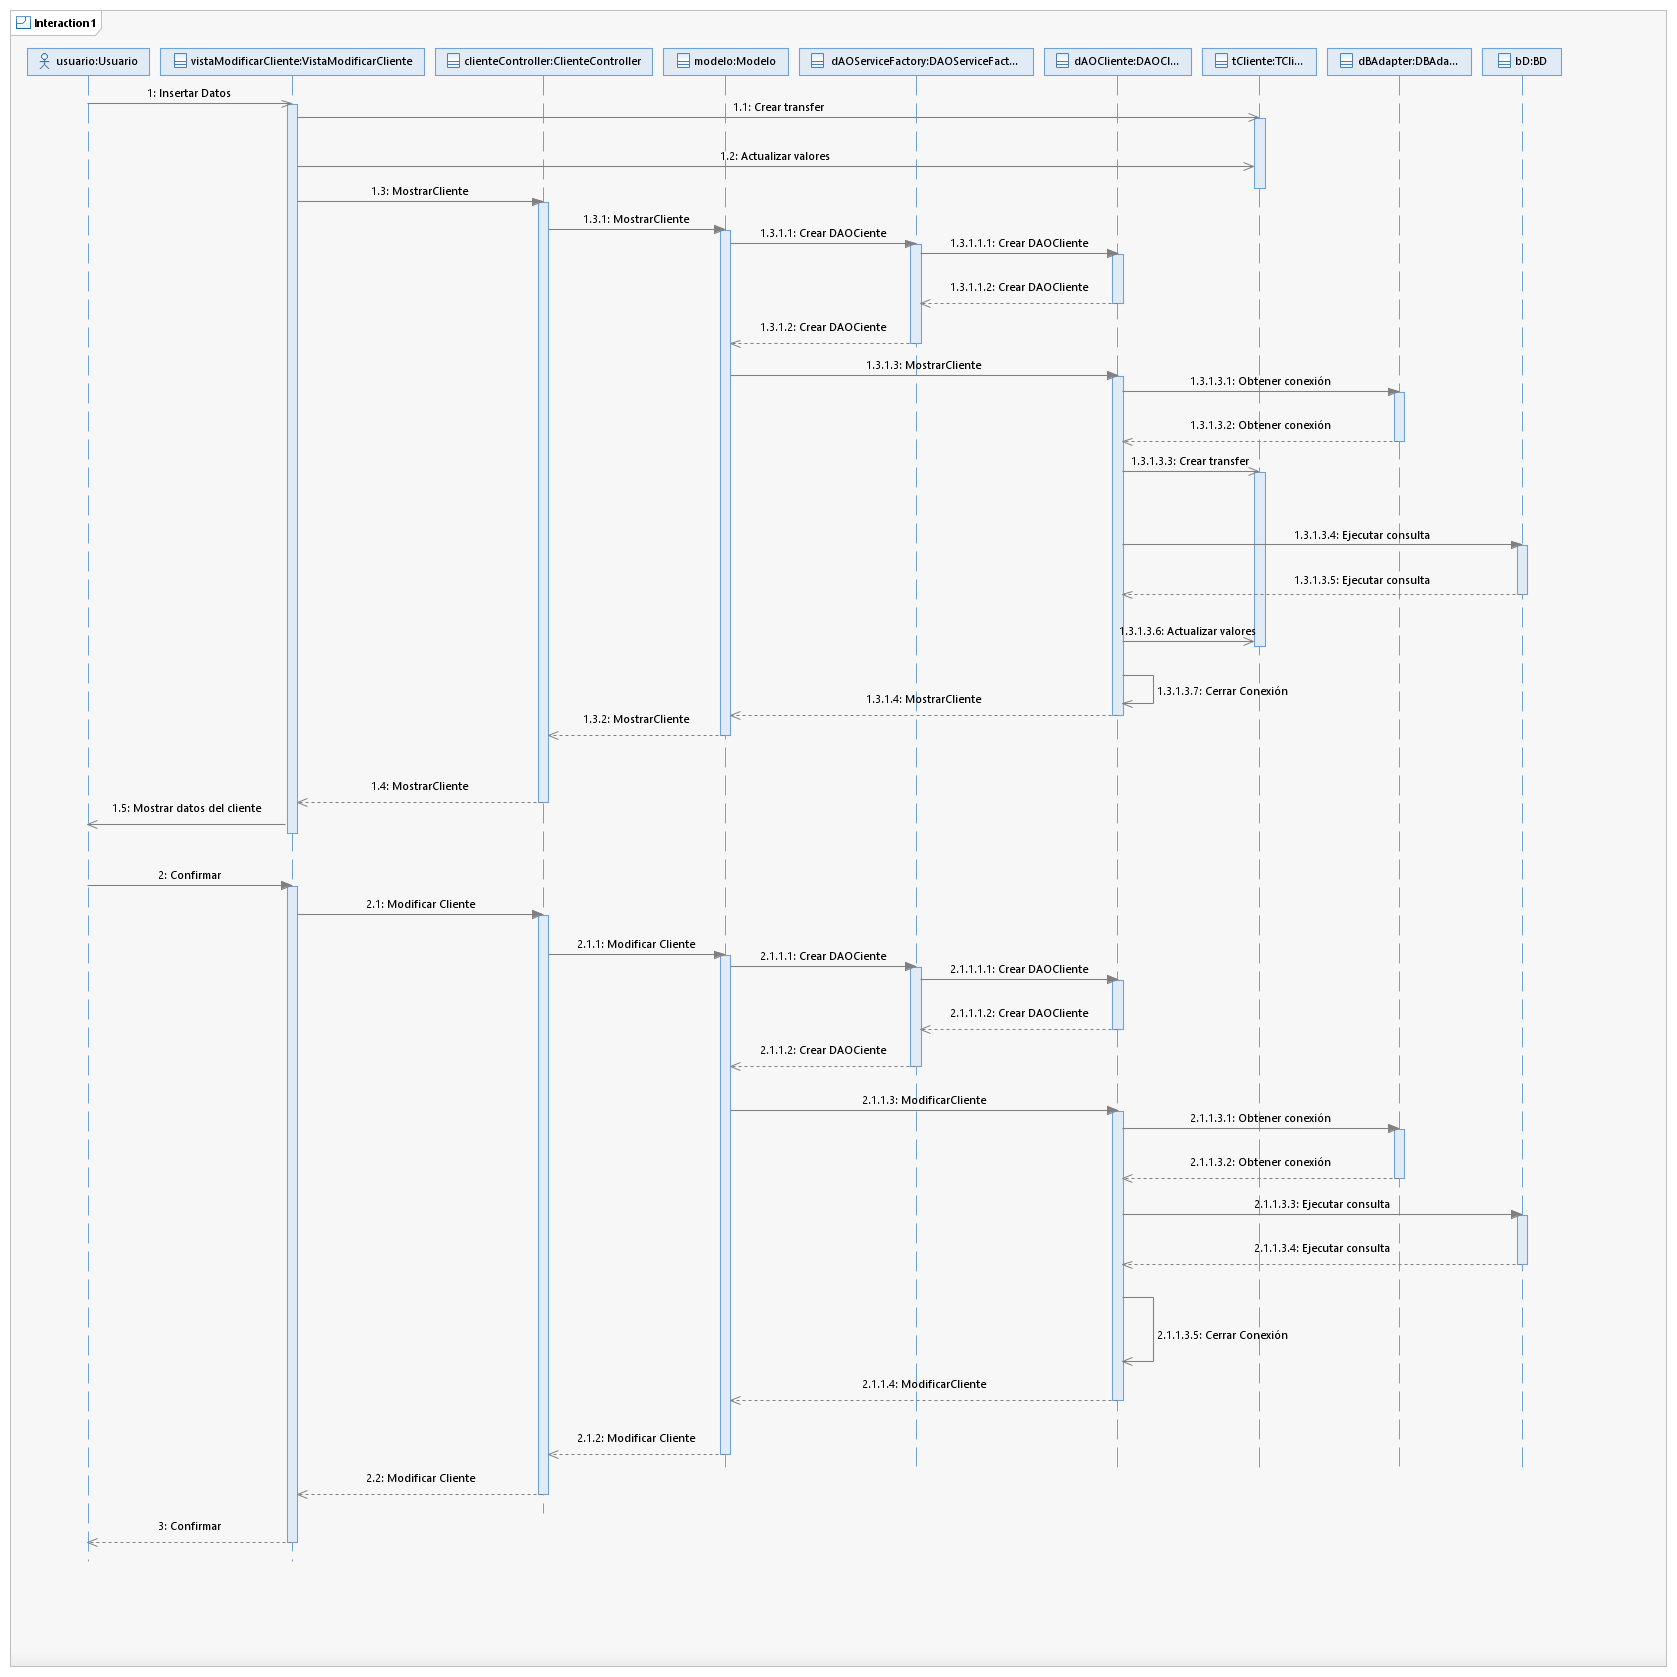 Interaction1
usuario:Usuario
vistaModificarCliente:VistaModificarCliente
clienteController:ClienteController
modelo:Modelo
dAOServiceFactory:DAOServiceFact...
dAOCliente:DAOCl...
tCliente:TCli...
dBAdapter:DBAda...
bD:BD
1: Insertar Datos
1.1: Crear transfer
1.2: Actualizar valores
1.3: MostrarCliente
1.3.1: MostrarCliente
1.3.1.1: Crear DAOCiente
1.3.1.1.1: Crear DAOCliente
1.3.1.1.2: Crear DAOCliente
1.3.1.2: Crear DAOCiente
1.3.1.3: MostrarCliente
1.3.1.3.1: Obtener conexión
1.3.1.3.2: Obtener conexión
1.3.1.3.3: Crear transfer
1.3.1.3.4: Ejecutar consulta
1.3.1.3.5: Ejecutar consulta
1.3.1.3.6: Actualizar valores
1.3.1.3.7: Cerrar Conexión
1.3.1.4: MostrarCliente
1.3.2: MostrarCliente
1.4: MostrarCliente
1.5: Mostrar datos del cliente
2: Confirmar
2.1: Modificar Cliente
2.1.1: Modificar Cliente
2.1.1.1: Crear DAOCiente
2.1.1.1.1: Crear DAOCliente
2.1.1.1.2: Crear DAOCliente
2.1.1.2: Crear DAOCiente
2.1.1.3: ModificarCliente
2.1.1.3.1: Obtener conexión
2.1.1.3.2: Obtener conexión
2.1.1.3.3: Ejecutar consulta
2.1.1.3.4: Ejecutar consulta
2.1.1.3.5: Cerrar Conexión
2.1.1.4: ModificarCliente
2.1.2: Modificar Cliente
2.2: Modificar Cliente
3: Confirmar